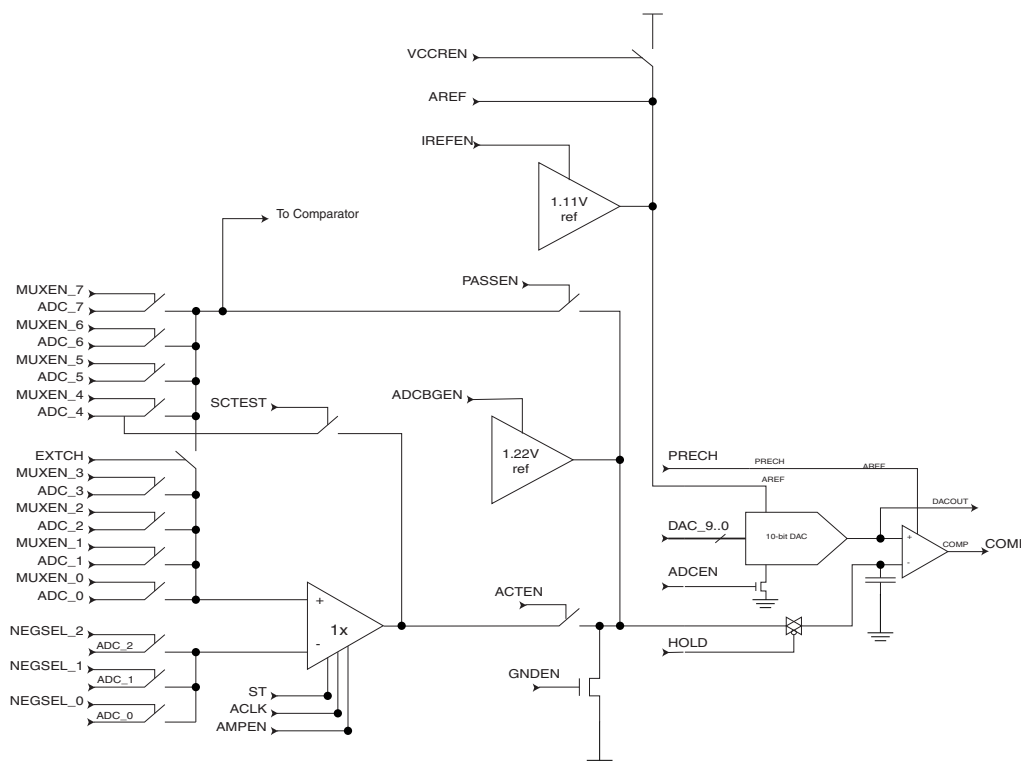 VCCREN
AREF
IREFEN
1.11V
ref
To Comparator
PASSEN
MUXEN_7
ADC_7
MUXEN_6
ADC_6
MUXEN_5
ADC_5
MUXEN_4
ADC_4
SCTEST
ADCBGEN
1.22V
ref
EXTCH
MUXEN_3
ADC_3
MUXEN_2
ADC_2
MUXEN_1
ADC_1
MUXEN_0
ADC_0
PRECH
PRECH
AREF
AREF
DACOUT
DAC_9..0
10-bit DAC
+
-
COMP
COMP
ADCEN
ACTEN
+
1x
-
NEGSEL_2
ADC_2
NEGSEL_1
ADC_1
NEGSEL_0
ADC_0
HOLD
GNDEN
ST
ACLK
AMPEN